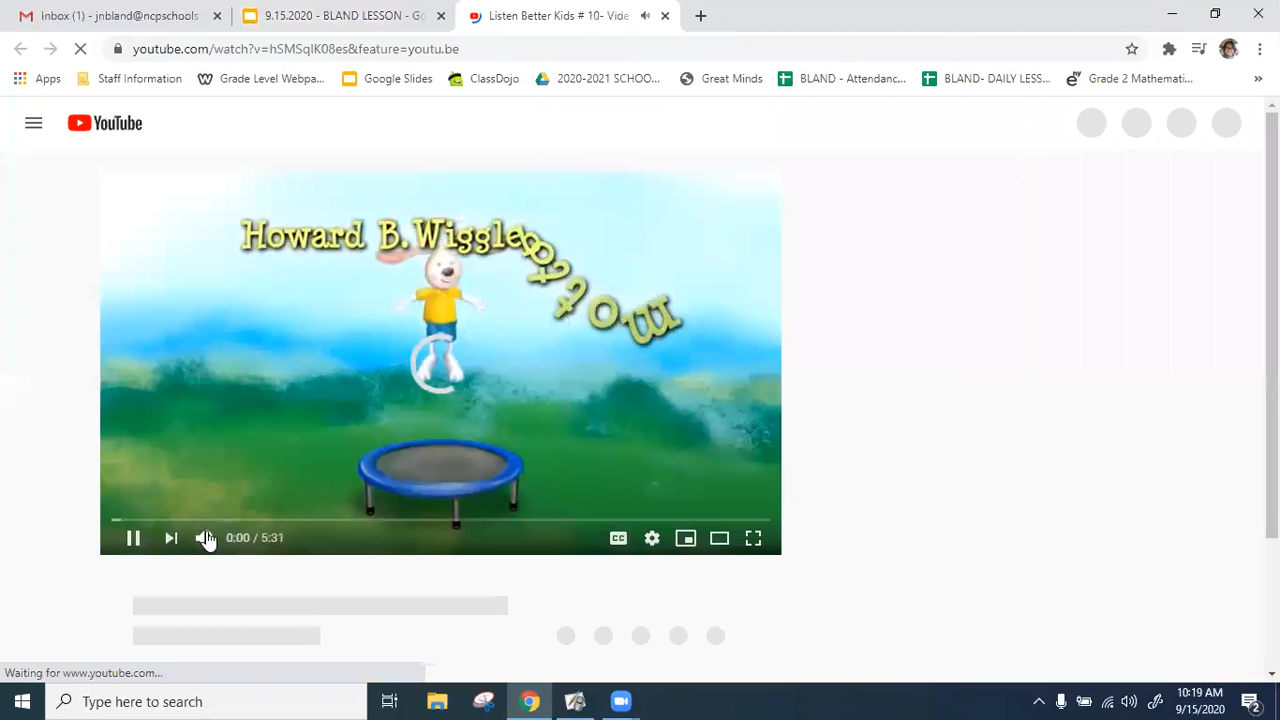 Inbox (1) - jnbland@ncpschools
9.15.2020 - BLAND LESSON - Go
Listen Better Kids # 10- Vide
youtube.com/watch?v=hSMSqIK08es&feature=youtu.be
Apps
Staff Information
Grade Level Webpa...
Google Slides
ClassDojo
2020-2021 SCHOO...
Great Minds
BLAND - Attendanc...
BLAND- DAILY LESS...
Grade 2 Mathemati...
»
YouTube
Howard B. Wigglebottom
0:00 / 5:31
CC
Waiting for www.youtube.com...
Type here to search
10:19 AM
9/15/2020
2